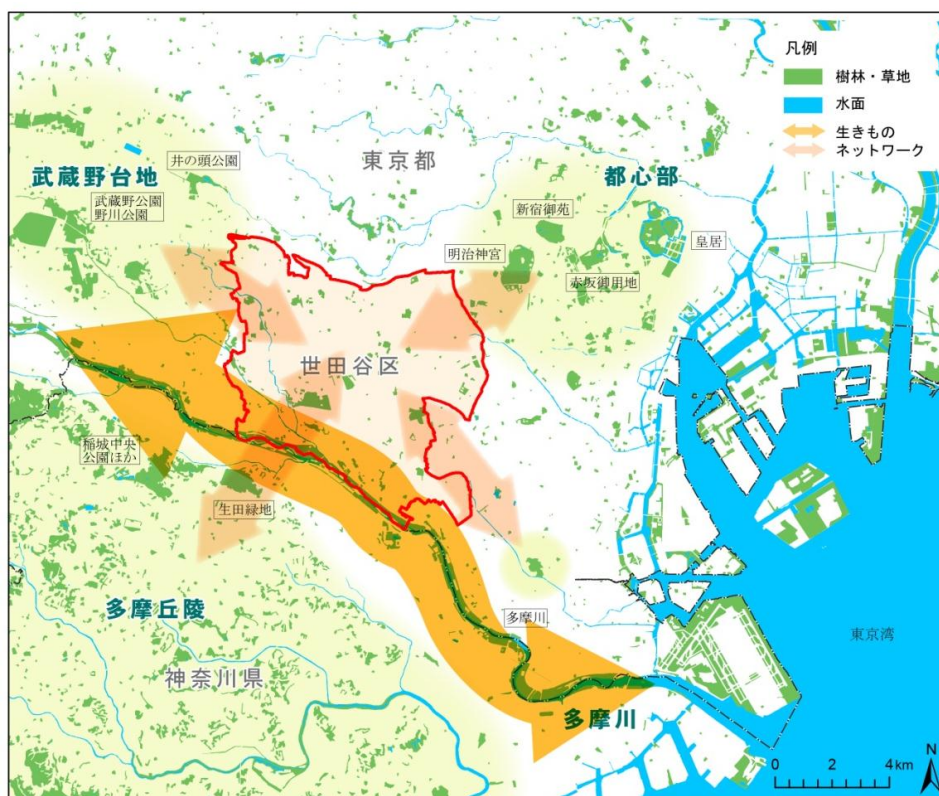 凡例
樹林・草地
水面
生きもの
ネットワーク
東京都
井の頭公園
武蔵野台地
武蔵野公園
野川公園
都心部
新宿御苑
皇居
明治神宮
赤坂御用地
世田谷区
稲城中央
公園ほか
生田緑地
多摩丘陵
多摩川
東京湾
神奈川県
多摩川
N
0 2 4km